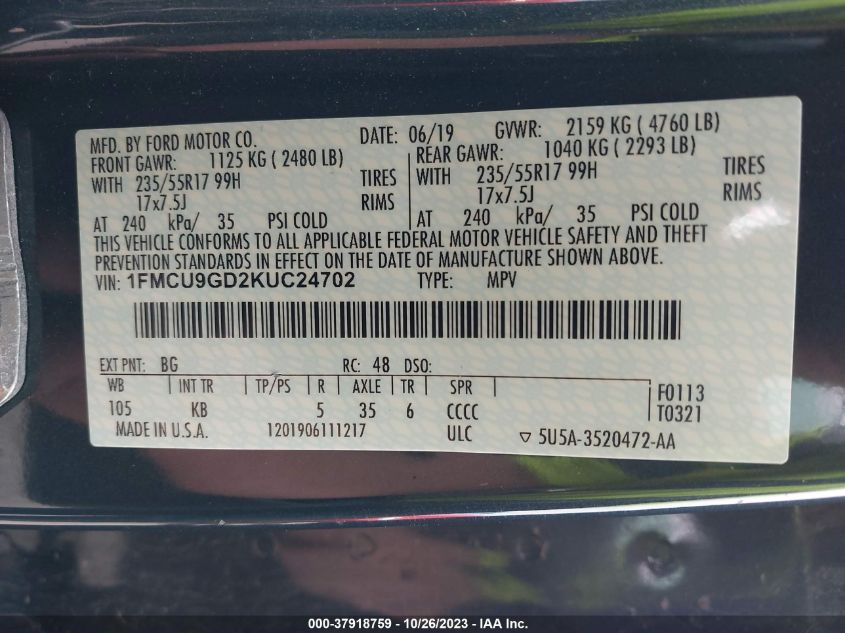 MFD. BY FORD MOTOR CO. DATE: 06/19 GVWR: 2159 KG ( 4760 LB)
FRONT GAWR: 1125 KG ( 2480 LB) REAR GAWR: 1040 KG ( 2293 LB)
WITH 235/55R17 99H TIRES WITH 235/55R17 99H TIRES
17x7.5J RIMS 17x7.5J RIMS
AT 240 kPa/ 35 PSI COLD AT 240 kPa/ 35 PSI COLD
THIS VEHICLE CONFORMS TO ALL APPLICABLE FEDERAL MOTOR VEHICLE SAFETY AND THEFT
PREVENTION STANDARDS IN EFFECT ON THE DATE OF MANUFACTURE SHOWN ABOVE.
VIN: 1FMCU9GD2KUC24702 TYPE: MPV
EXT PNT: BG RC: 48 DSO:
WB INT TR TP/PS R AXLE TR SPR F0113
105 KB 5 35 6 CCCC T0321
MADE IN U.S.A. 1201906111217 ULC ▽ 5U5A-3520472-AA
000-37918759 - 10/26/2023 - IAA Inc.